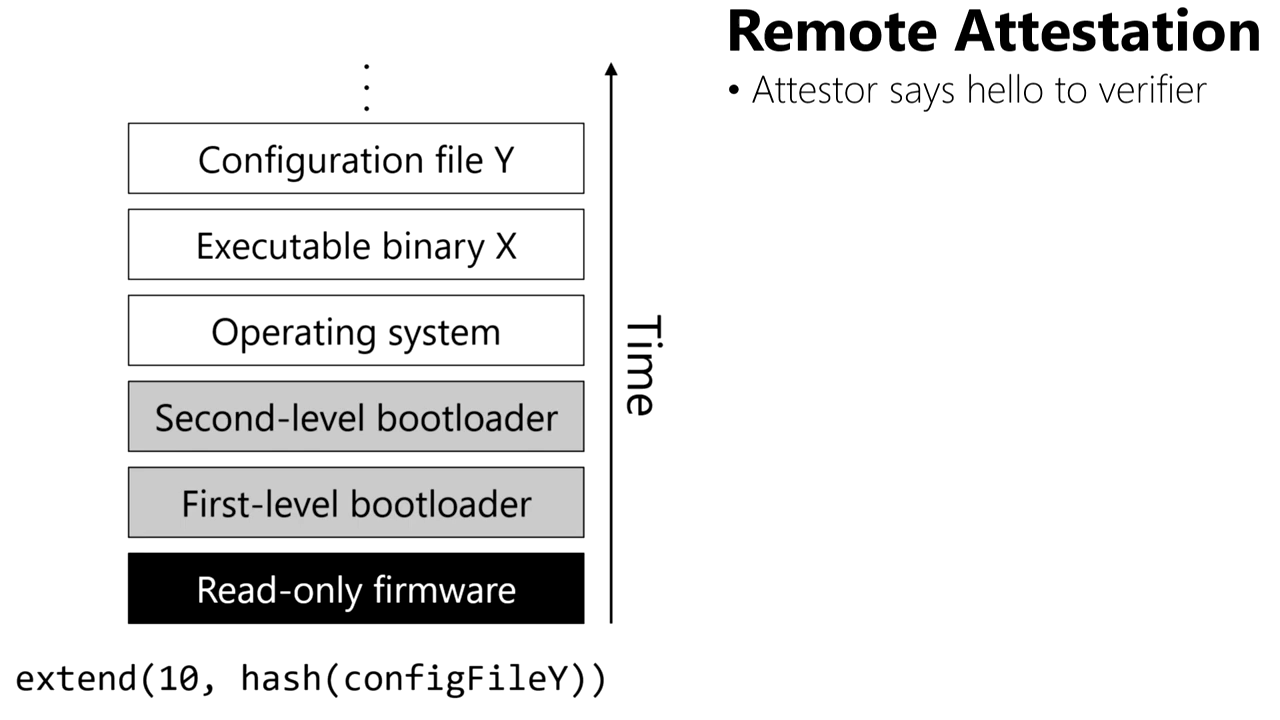 Remote Attestation
• Attestor says hello to verifier
Configuration file Y
Executable binary X
Operating system
Second-level bootloader
First-level bootloader
Read-only firmware
Time
extend(10, hash(configFileY))